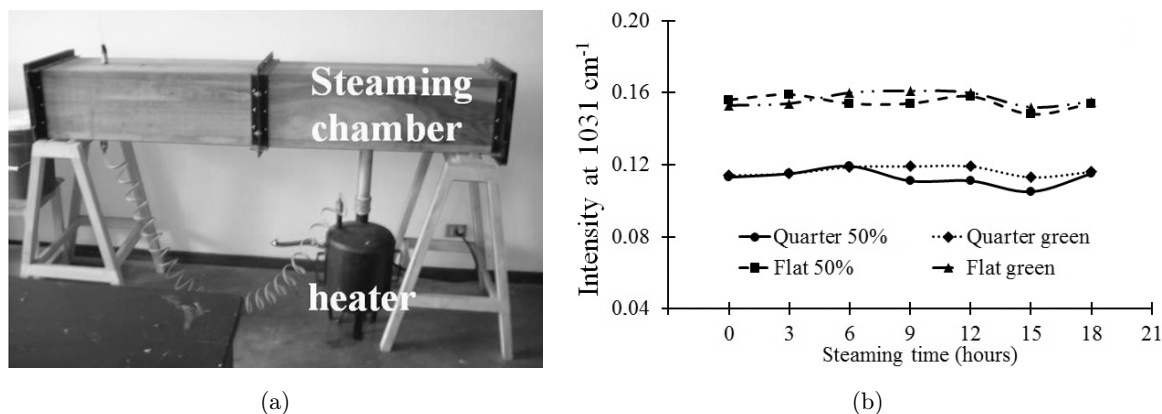 Steaming
chamber
heater
(a)
Intensity at 1031 cm⁻¹
0.20
0.16
0.12
0.08
0.04
Quarter 50%
Quarter green
Flat 50%
Flat green
0 3 6 9 12 15 18 21
Steaming time (hours)
(b)